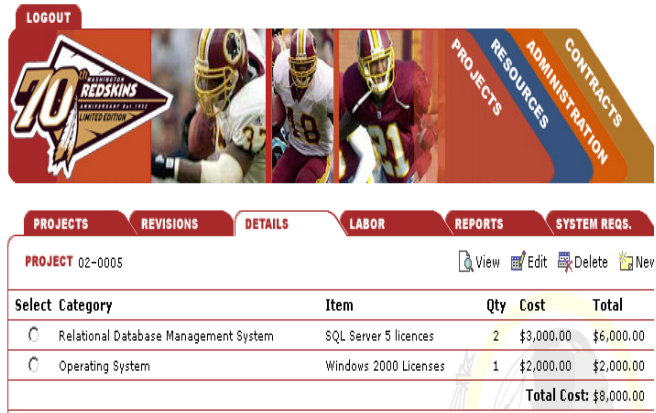 LOGOUT
70th
WASHINGTON
REDSKINS
ANNIVERSARY Est. 1932
LIMITED EDITION
PROJECTS
RESOURCES
ADMINISTRATION
CONTRACTS
PROJECTS REVISIONS DETAILS LABOR REPORTS SYSTEM REQS.
PROJECT 02-0005 View Edit Delete New
Select Category Item Qty Cost Total
Relational Database Management System SQL Server 5 licences 2 $3,000.00 $6,000.00
Operating System Windows 2000 Licenses 1 $2,000.00 $2,000.00
Total Cost: $8,000.00